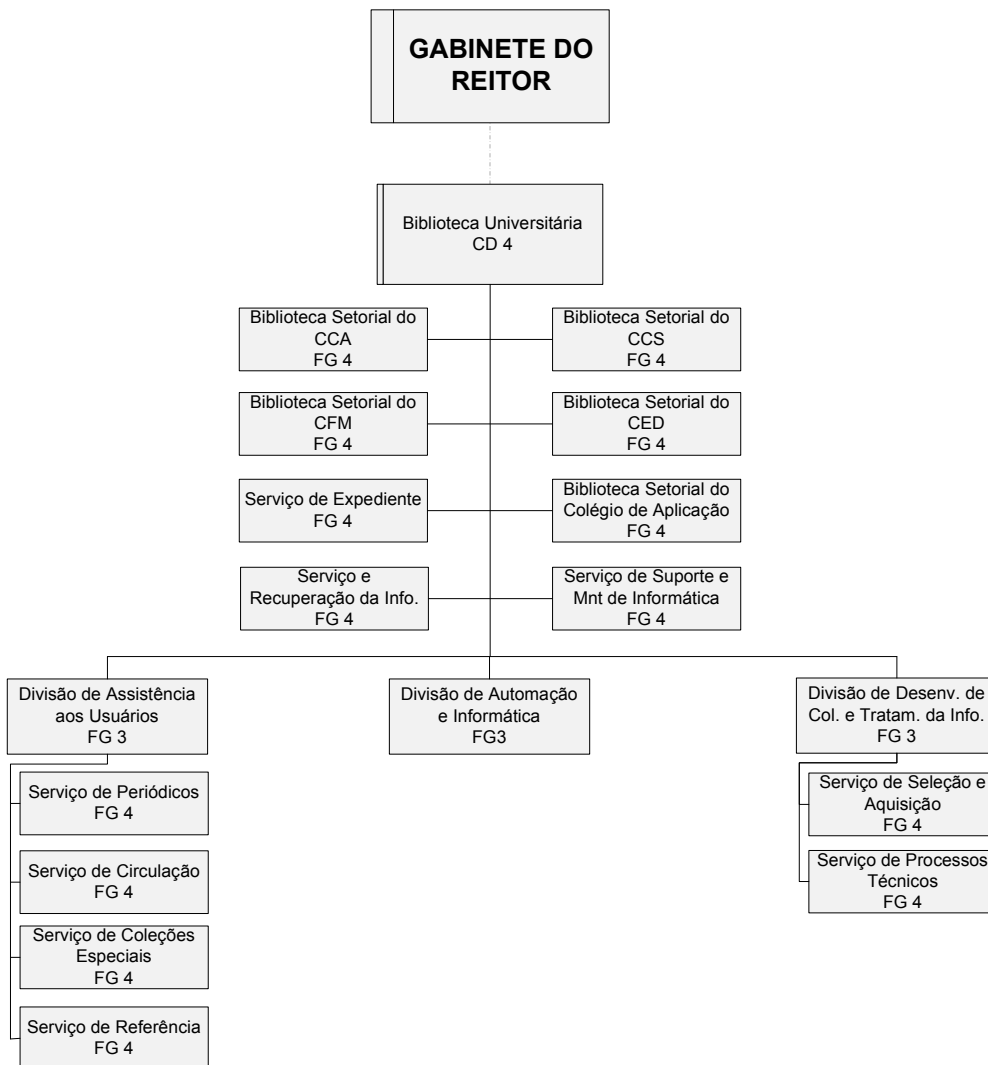 GABINETE DO
REITOR
Biblioteca Universitária
CD 4
Biblioteca Setorial do
CCA
FG 4
Biblioteca Setorial do
CCS
FG 4
Biblioteca Setorial do
CFM
FG 4
Biblioteca Setorial do
CED
FG 4
Serviço de Expediente
FG 4
Biblioteca Setorial do
Colégio de Aplicação
FG 4
Serviço e
Recuperação da Info.
FG 4
Serviço de Suporte e
Mnt de Informática
FG 4
Divisão de Assistência
aos Usuários
FG 3
Divisão de Automação
e Informática
FG3
Divisão de Desenv. de
Col. e Tratam. da Info.
FG 3
Serviço de Periódicos
FG 4
Serviço de Circulação
FG 4
Serviço de Coleções
Especiais
FG 4
Serviço de Referência
FG 4
Serviço de Seleção e
Aquisição
FG 4
Serviço de Processos
Técnicos
FG 4